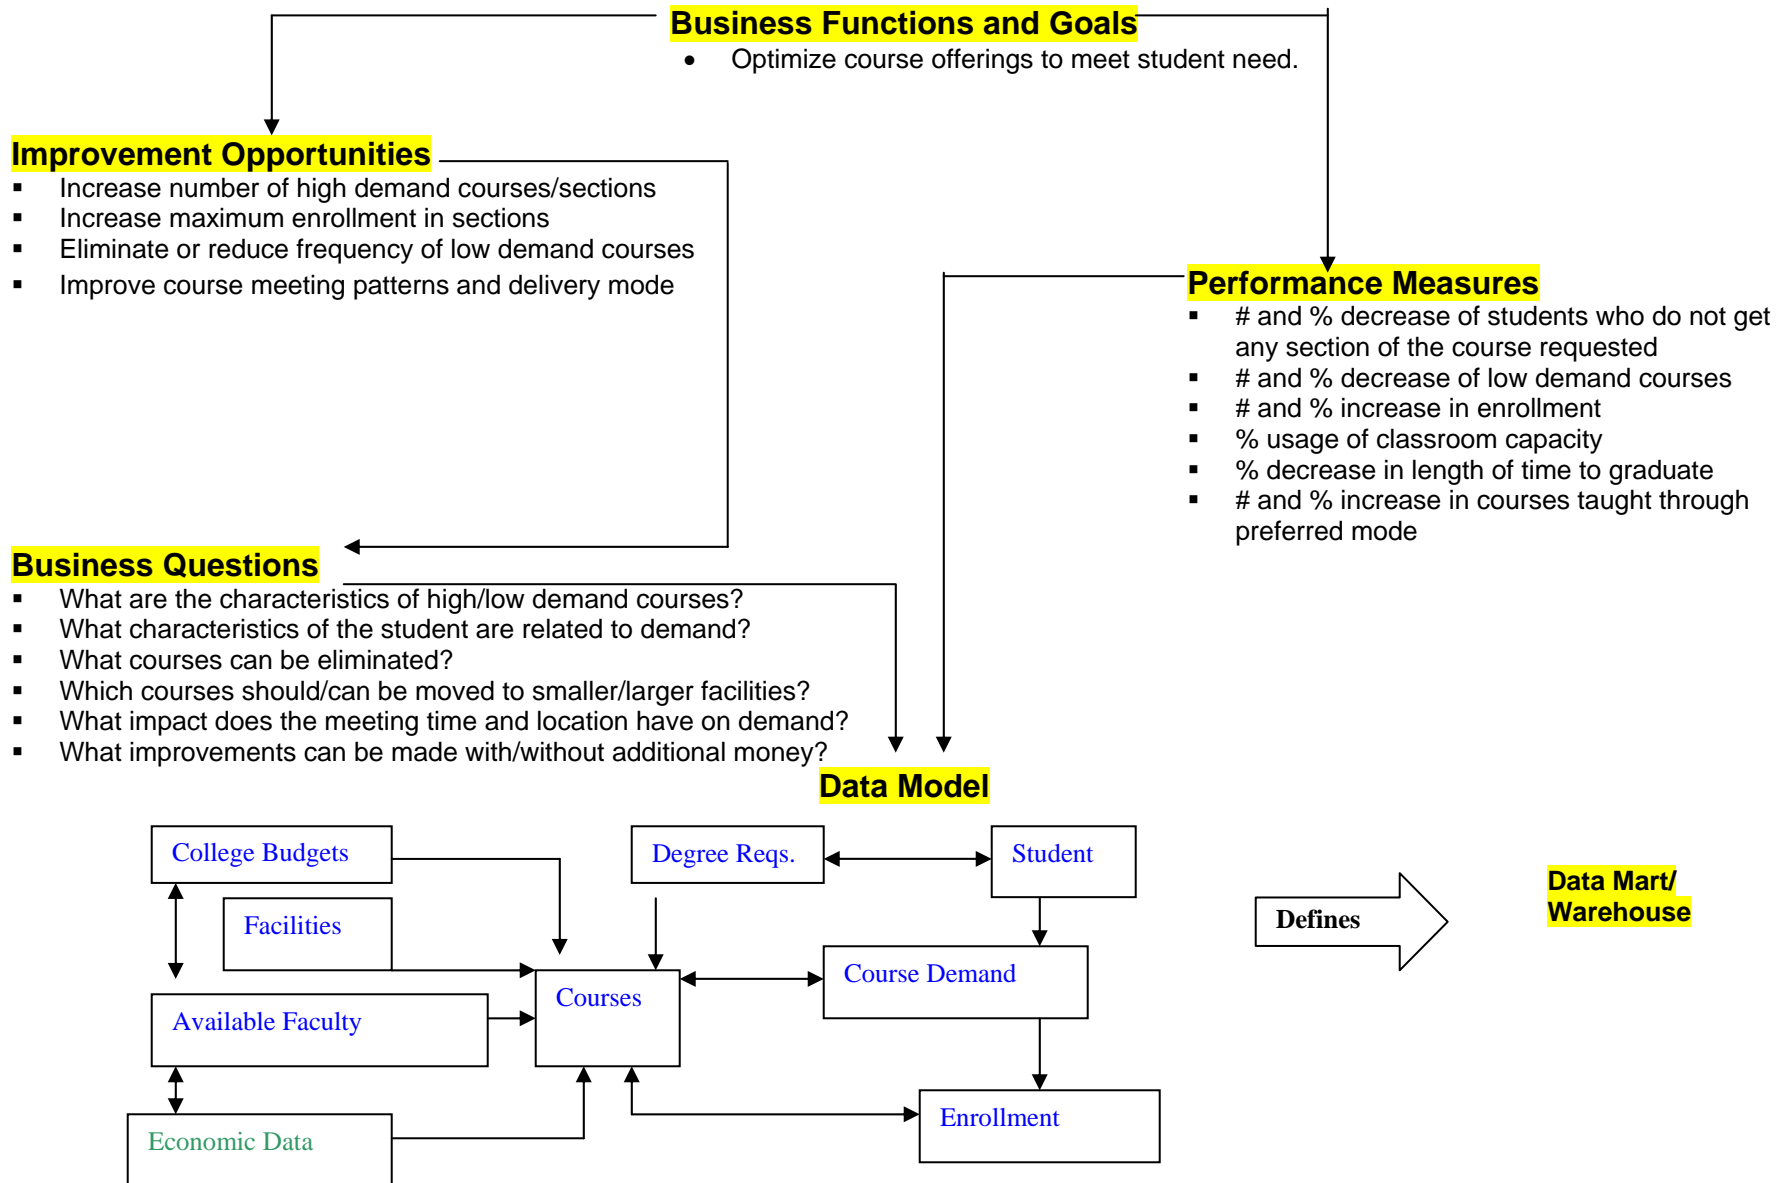 Business Functions and Goals
• Optimize course offerings to meet student need.
Improvement Opportunities
▪ Increase number of high demand courses/sections
▪ Increase maximum enrollment in sections
▪ Eliminate or reduce frequency of low demand courses
▪ Improve course meeting patterns and delivery mode
Performance Measures
▪ # and % decrease of students who do not get
any section of the course requested
▪ # and % decrease of low demand courses
▪ # and % increase in enrollment
▪ % usage of classroom capacity
▪ % decrease in length of time to graduate
▪ # and % increase in courses taught through
preferred mode
Business Questions
▪ What are the characteristics of high/low demand courses?
▪ What characteristics of the student are related to demand?
▪ What courses can be eliminated?
▪ Which courses should/can be moved to smaller/larger facilities?
▪ What impact does the meeting time and location have on demand?
▪ What improvements can be made with/without additional money?
Data Model
College Budgets
Degree Reqs.
Student
Facilities
Courses
Course Demand
Available Faculty
Enrollment
Economic Data
Defines
Data Mart/
Warehouse